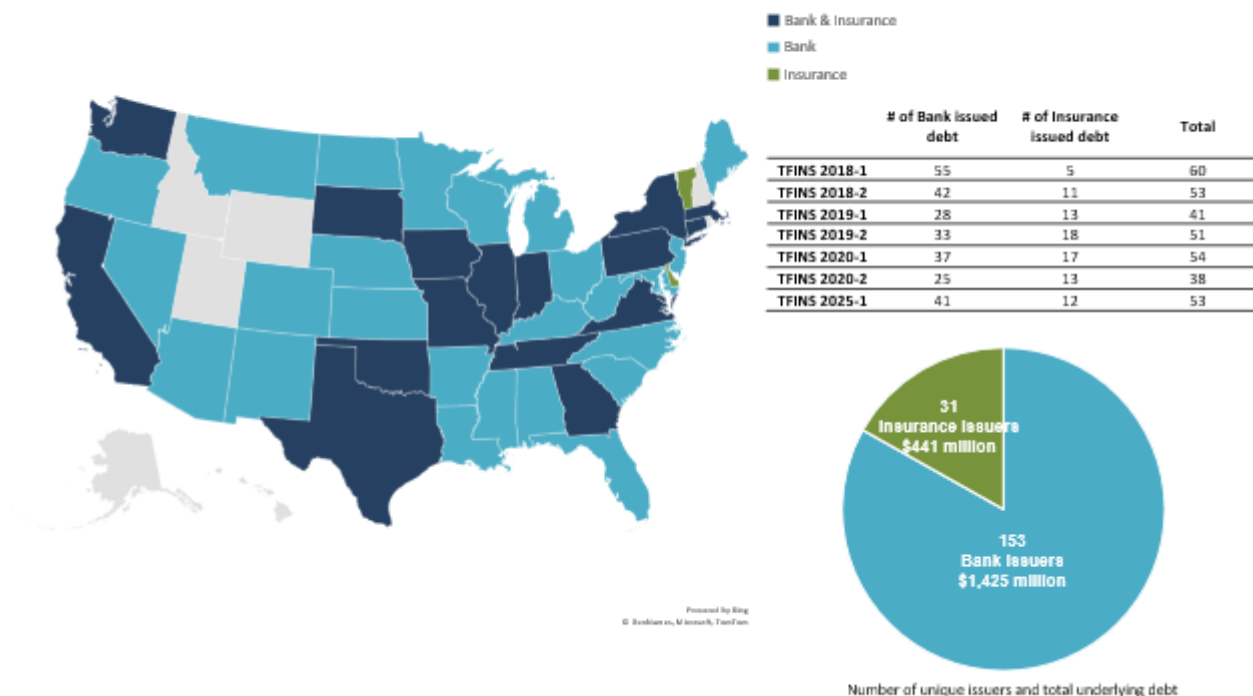 Bank & Insurance
Bank
Insurance
# of Bank issued debt # of Insurance issued debt Total
TFINS 2018-1 55 5 60
TFINS 2018-2 42 11 53
TFINS 2019-1 28 13 41
TFINS 2019-2 33 18 51
TFINS 2020-1 37 17 54
TFINS 2020-2 25 13 38
TFINS 2025-1 41 12 53
31
Insurance Issuers
$441 million
153
Bank Issuers
$1,425 million
Powered by Bing
© GeoNames, Microsoft, TomTom
Number of unique issuers and total underlying debt